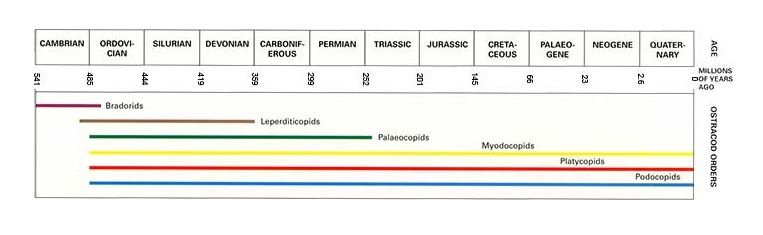 CAMBRIAN
ORDOVI-
CIAN
SILURIAN
DEVONIAN
CARBONIF-
EROUS
PERMIAN
TRIASSIC
JURASSIC
CRETA-
CEOUS
PALAEO-
GENE
NEOGENE
QUATER-
NARY
AGE
541
485
444
419
359
299
252
201
145
66
23
2.6
0
MILLIONS
OF YEARS
AGO
Bradorids
Leperditicopids
Palaeocopids
Myodocopids
Platycopids
Podocopids
OSTRACOD ORDERS